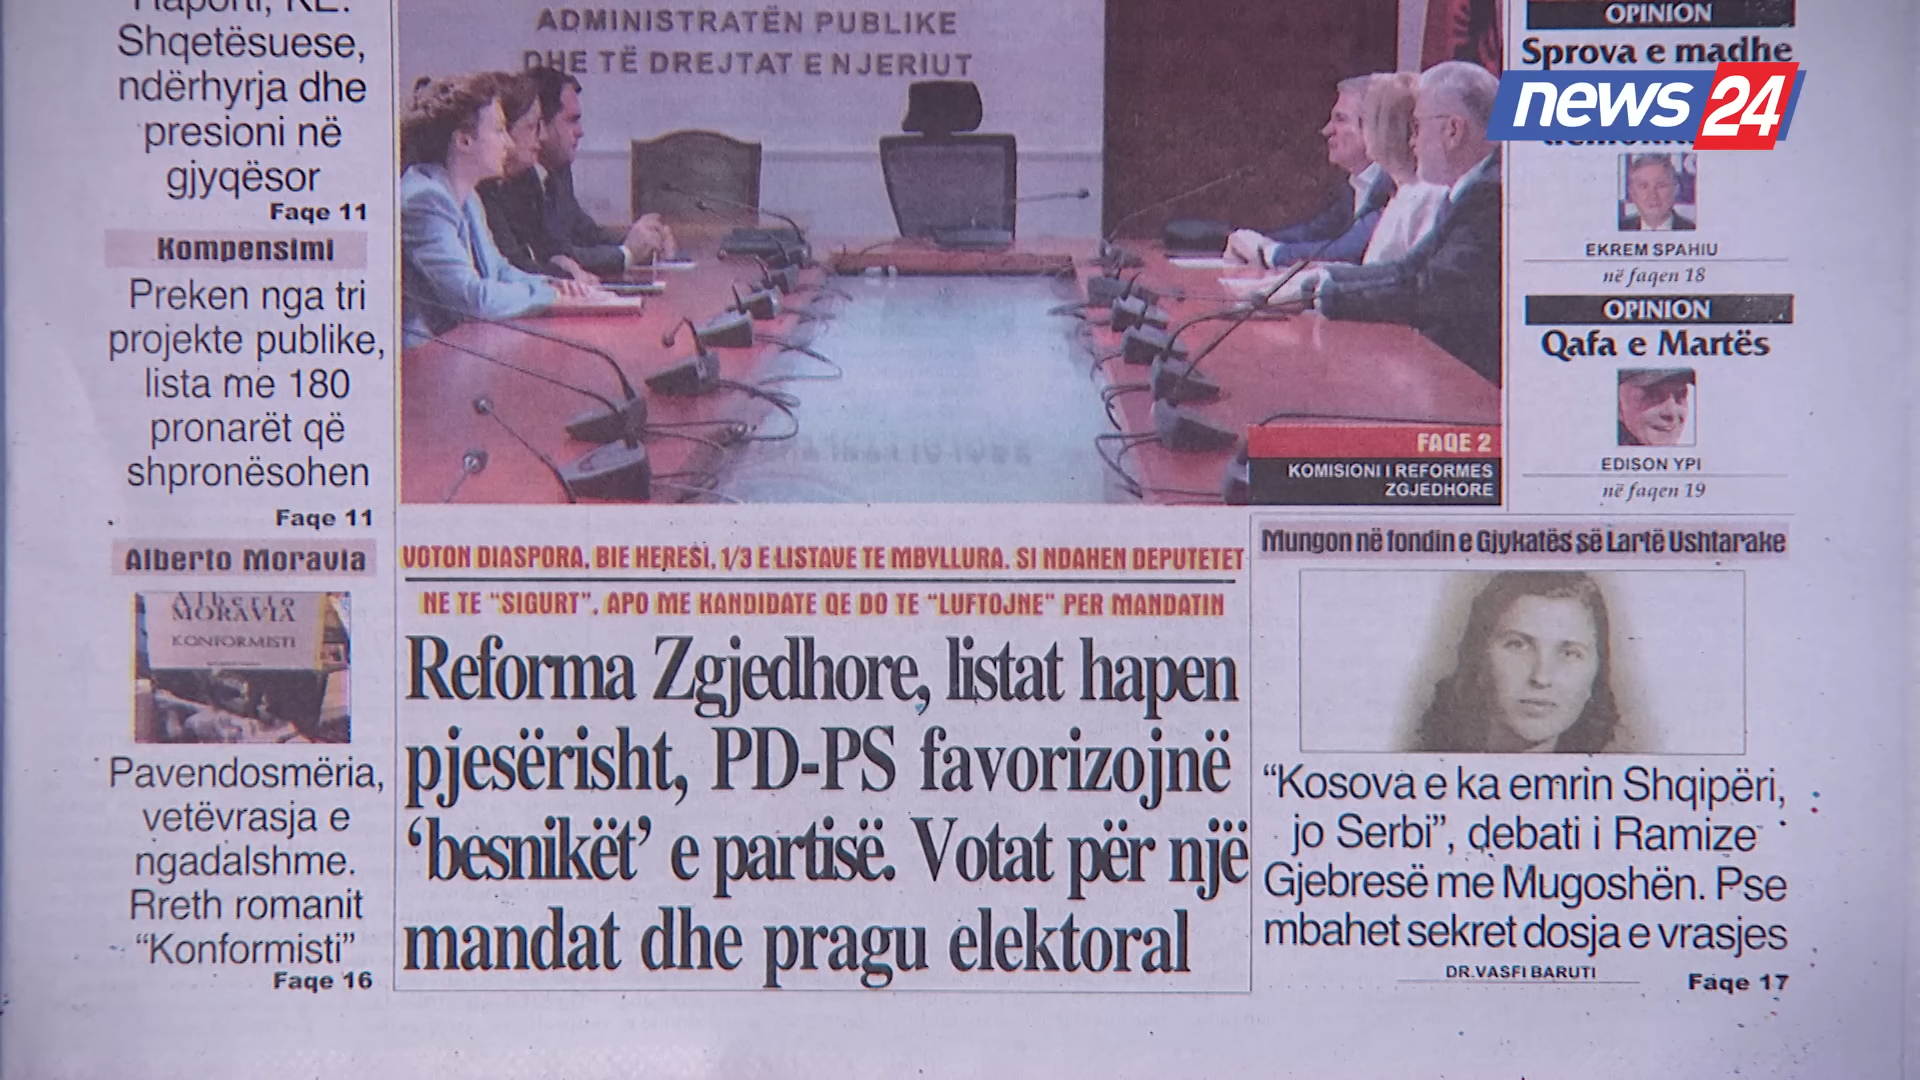 Raporti, KE:
Shqetësuese,
ndërhyrja dhe
presioni në
gjyqësor
Faqe 11
Kompensimi
Preken nga tri
projekte publike,
lista me 180
pronarët që
shpronësohen
Faqe 11
Alberto Moravia
Alberto
MORAVIA
KONFORMISTI
Pavendosmëria,
vetëvrasja e
ngadalshme.
Rreth romanit
“Konformisti”
Faqe 16
ADMINISTRATËN PUBLIKE
DHE TË DREJTAT E NJERIUT
FAQE 2
KOMISIONI I REFORMES
ZGJEDHORE
VOTON DIASPORA, BIE HERESI, 1/3 E LISTAVE TE MBYLLURA. SI NDAHEN DEPUTETET
NE TE “SIGURT”, APO ME KANDIDATE QE DO TE “LUFTOJNE” PER MANDATIN
Reforma Zgjedhore, listat hapen
pjesërisht, PD-PS favorizojnë
‘besnikët’ e partisë. Votat për një
mandat dhe pragu elektoral
OPINION
Sprova e madhe
news 24
EKREM SPAHIU
në faqen 18
OPINION
Qafa e Martës
EDISON YPI
në faqen 19
Mungon në fondin e Gjykatës së Lartë Ushtarake
“Kosova e ka emrin Shqipëri,
jo Serbi”, debati i Ramize
Gjebresë me Mugoshën. Pse
mbahet sekret dosja e vrasjes
DR.VASFI BARUTI
Faqe 17